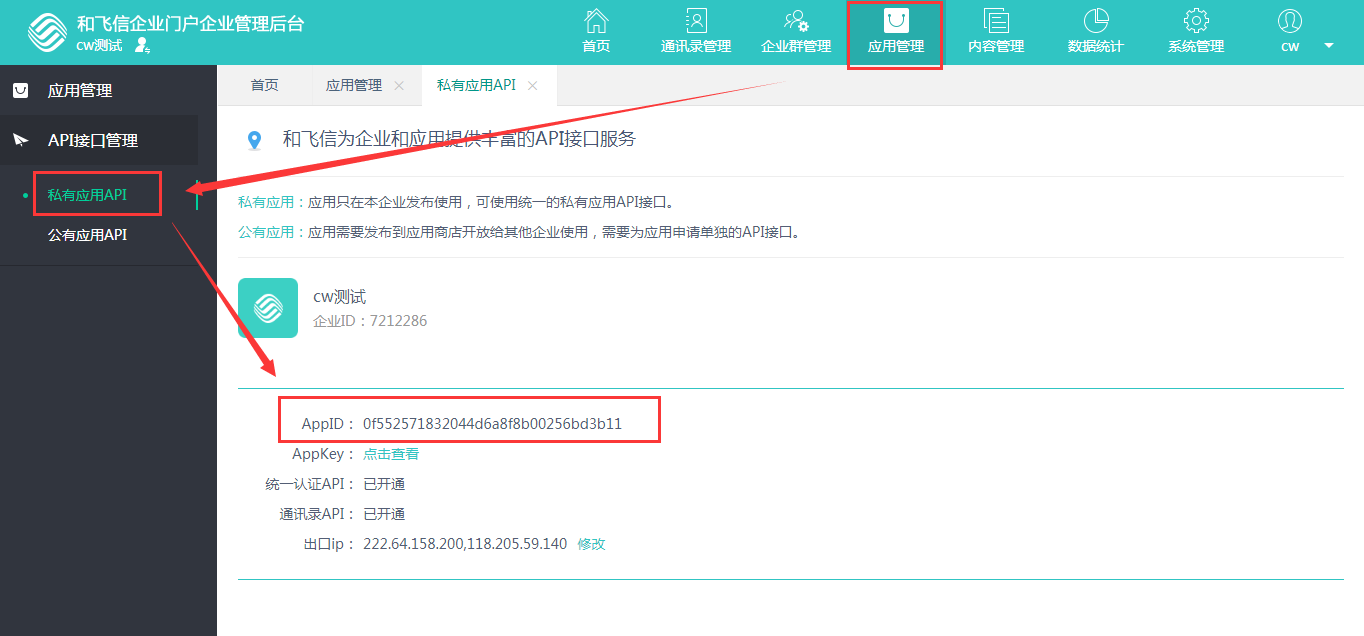 和飞信企业门户企业管理后台
cw测试
首页 通讯录管理 企业群管理 应用管理 内容管理 数据统计 系统管理 cw
应用管理
API接口管理
私有应用API
公有应用API
首页 应用管理 私有应用API
和飞信为企业和应用提供丰富的API接口服务
私有应用：应用只在本企业发布使用，可使用统一的私有应用API接口。
公有应用：应用需要发布到应用商店开放给其他企业使用，需要为应用申请单独的API接口。
cw测试
企业ID：7212286
AppID： 0f552571832044d6a8f8b00256bd3b11
AppKey： 点击查看
统一认证API： 已开通
通讯录API： 已开通
出口ip： 222.64.158.200,118.205.59.140 修改